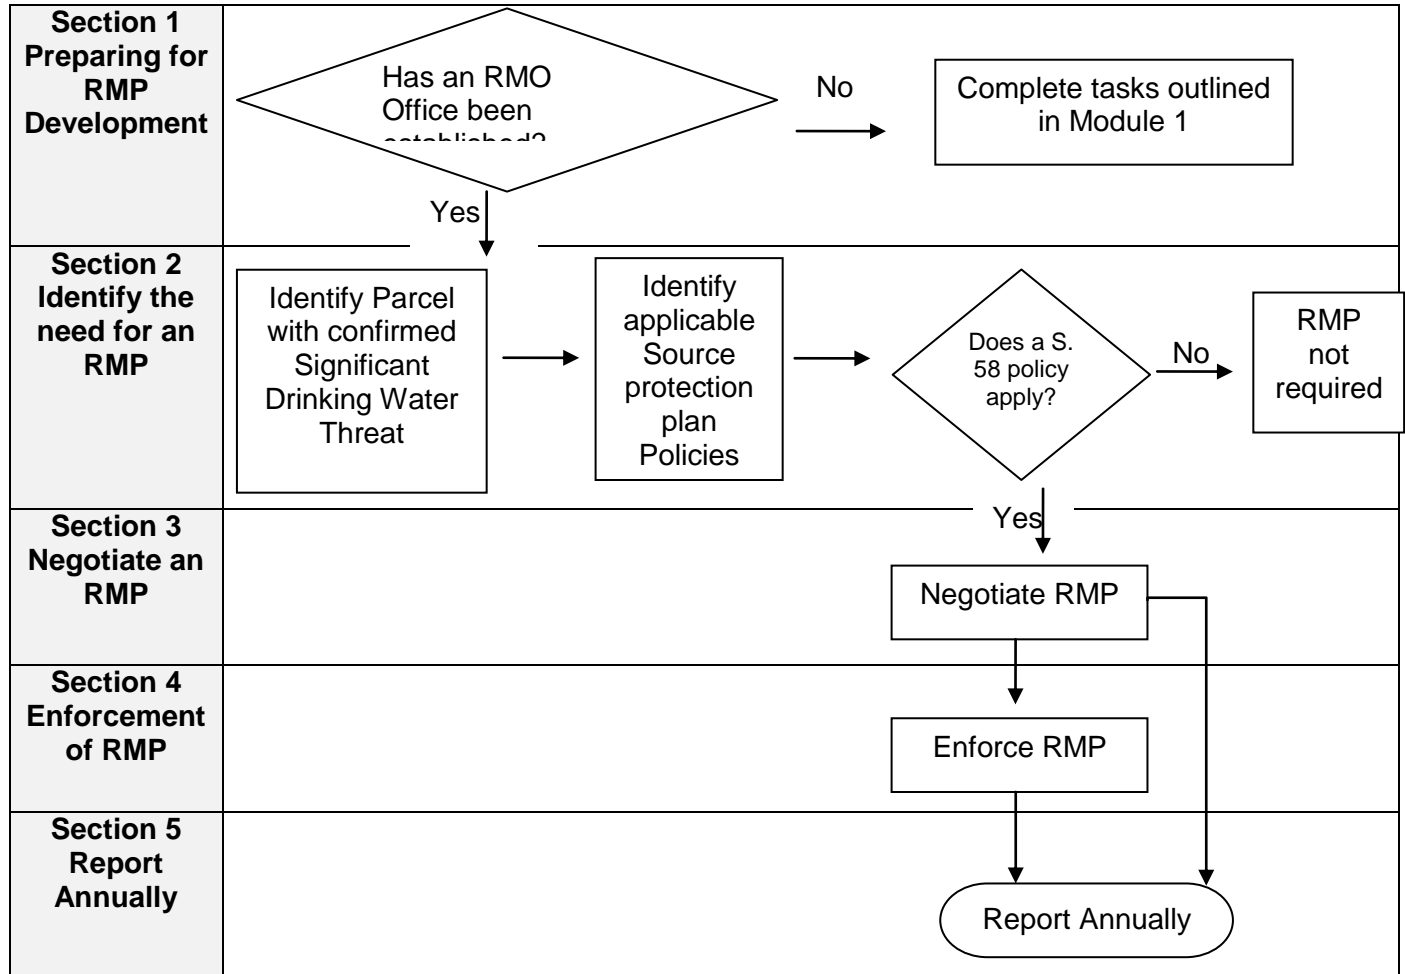 Section 1
Preparing for
RMP
Development
Has an RMO
Office been
established?
No
Complete tasks outlined
in Module 1
Yes
Section 2
Identify the
need for an
RMP
Identify Parcel
with confirmed
Significant
Drinking Water
Threat
Identify
applicable
Source
protection
plan
Policies
Does a S.
58 policy
apply?
No
RMP
not
required
Yes
Section 3
Negotiate an
RMP
Negotiate RMP
Section 4
Enforcement
of RMP
Enforce RMP
Section 5
Report
Annually
Report Annually